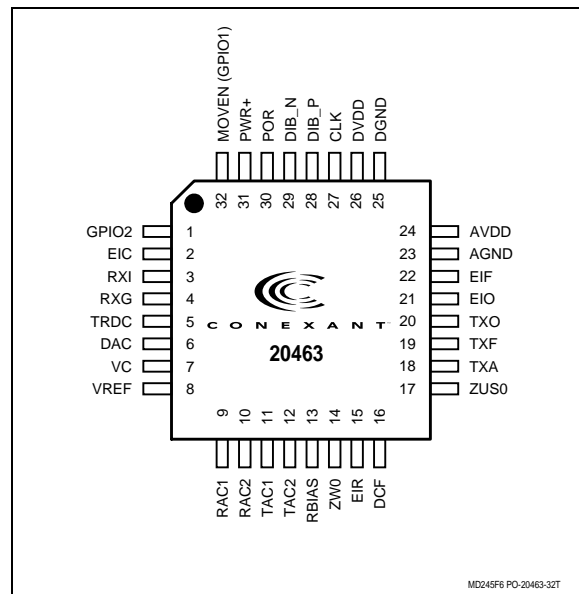 MOVEN (GPIO1)
PWR+
POR
DIB_N
DIB_P
CLK
DVDD
DGND
32 31 30 29 28 27 26 25
GPIO2 1 24 AVDD
EIC 2 23 AGND
RXI 3 22 EIF
RXG 4 21 EIO
TRDC 5 20 TXO
DAC 6 19 TXF
VC 7 18 TXA
VREF 8 17 ZUS0
CONEXANT
20463
9 10 11 12 13 14 15 16
RAC1
RAC2
TAC1
TAC2
RBIAS
ZW0
EIR
DCF
MD245F6 PO-20463-32T